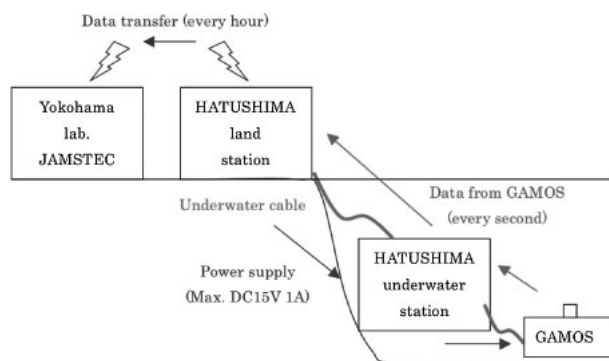 Data transfer (every hour)
Yokohama
lab.
JAMSTEC
HATUSHIMA
land
station
Underwater cable
Data from GAMOS
(every second)
Power supply
(Max. DC15V 1A)
HATUSHIMA
underwater
station
GAMOS